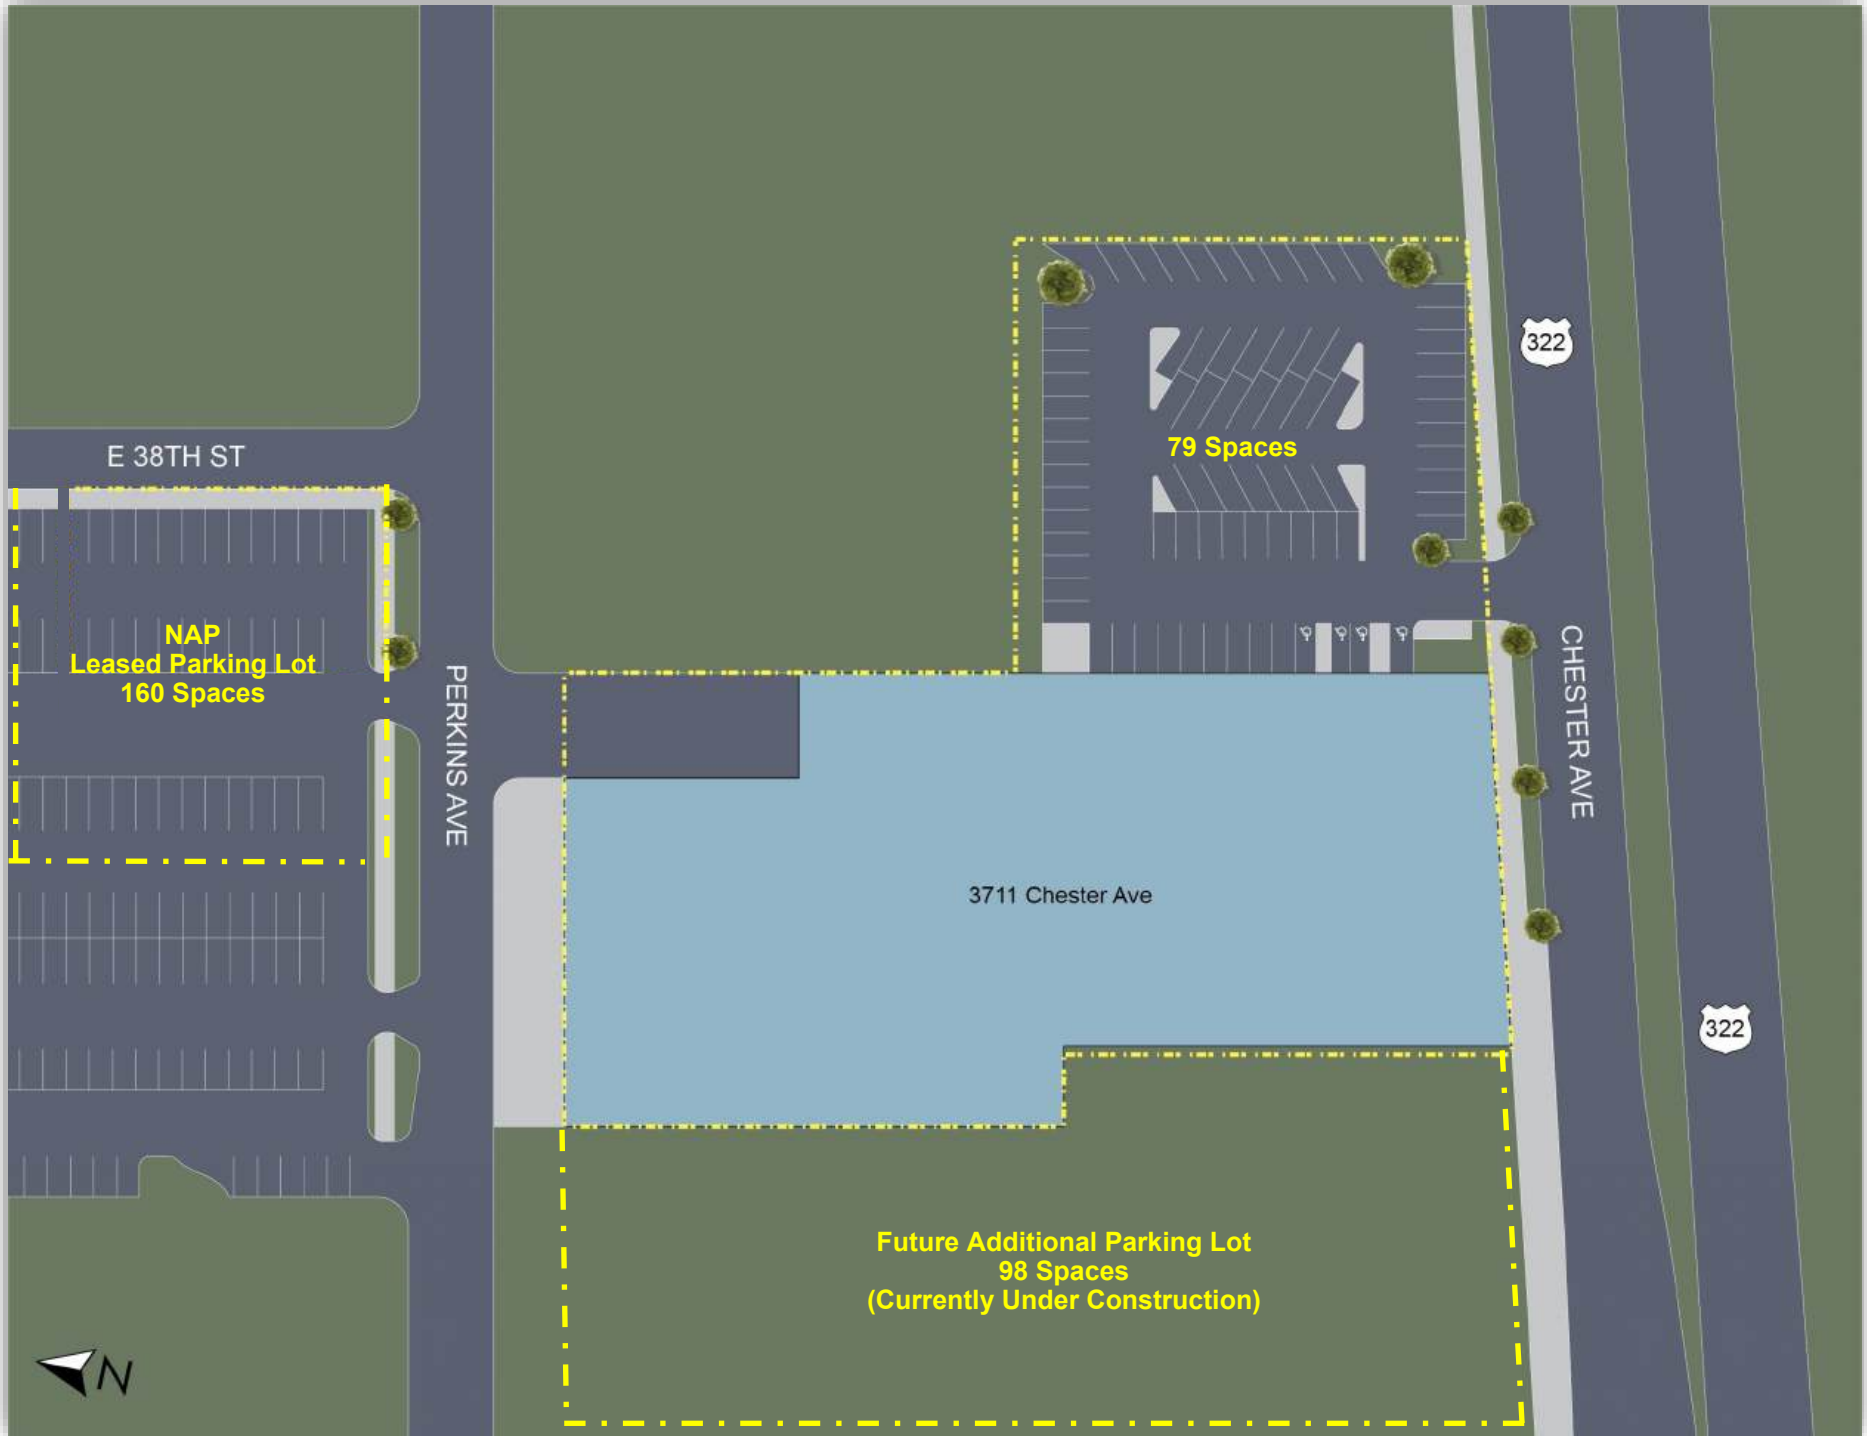 322
E 38TH ST
79 Spaces
NAP
Leased Parking Lot
160 Spaces
PERKINS AVE
CHESTER AVE
3711 Chester Ave
322
Future Additional Parking Lot
98 Spaces
(Currently Under Construction)
N